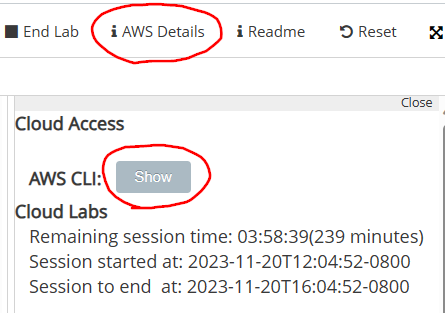 End Lab AWS Details Readme Reset
Close
Cloud Access
AWS CLI: Show
Cloud Labs
Remaining session time: 03:58:39(239 minutes)
Session started at: 2023-11-20T12:04:52-0800
Session to end  at: 2023-11-20T16:04:52-0800